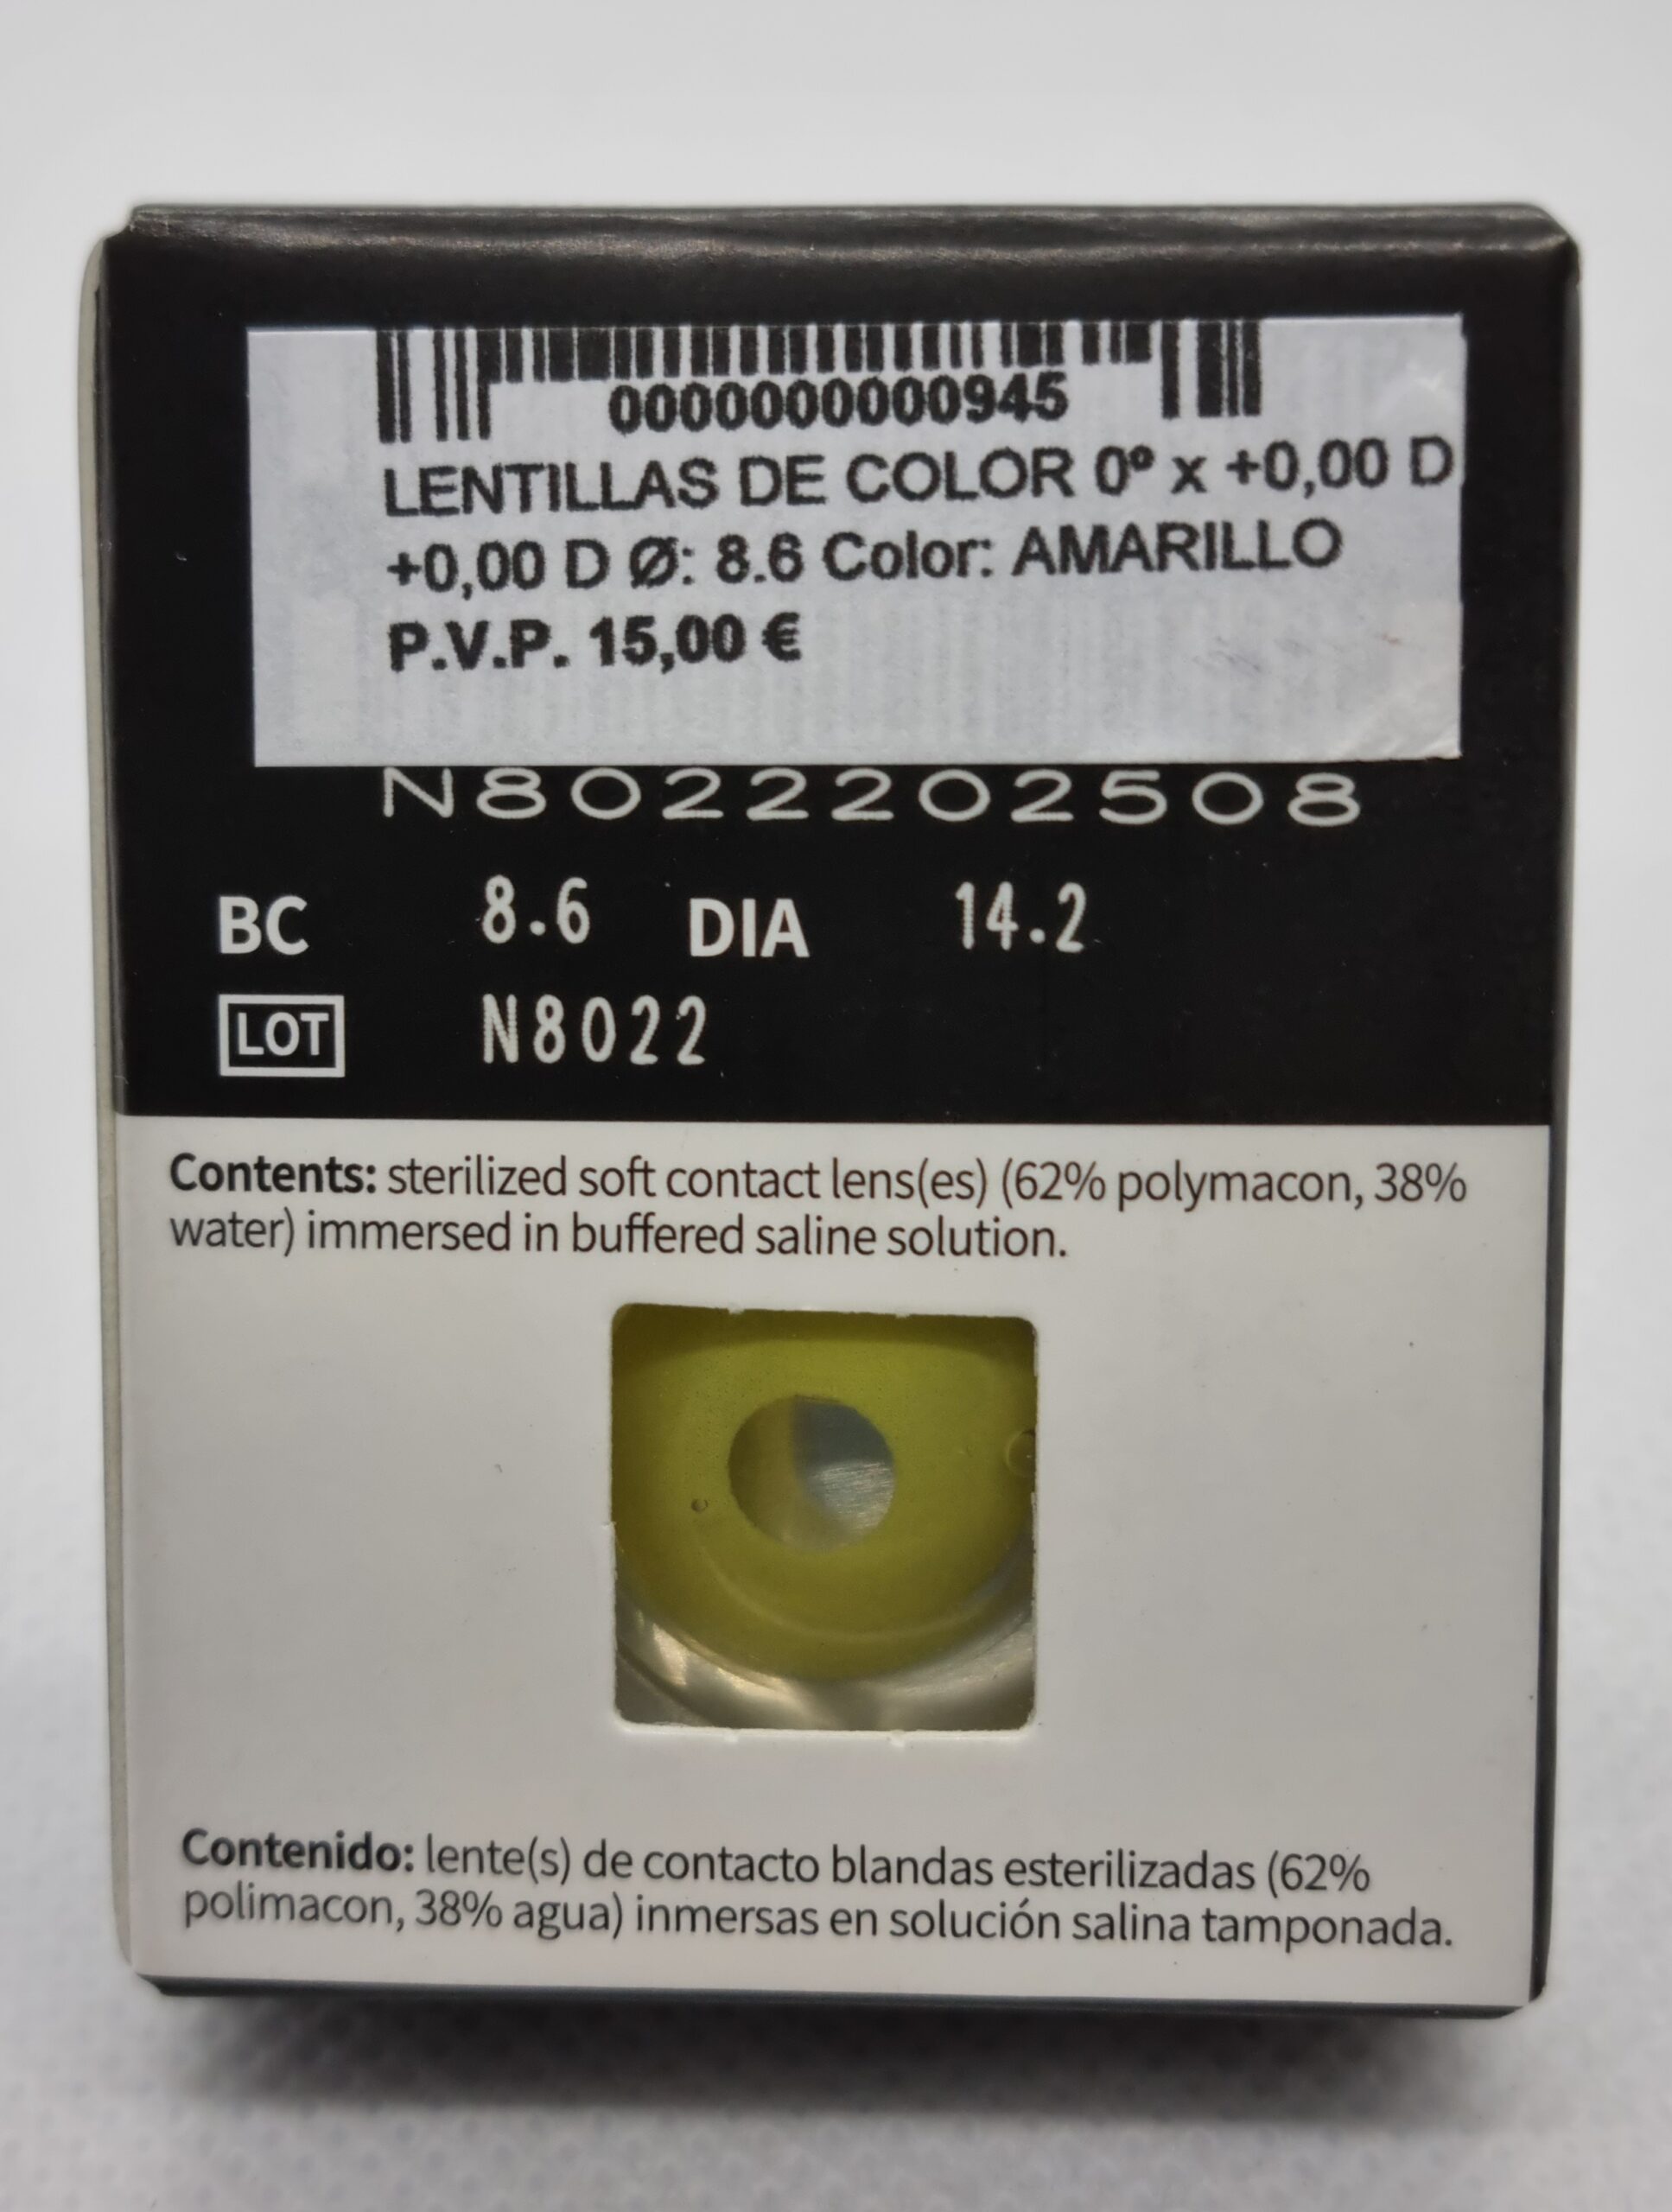 0000000000945
LENTILLAS DE COLOR 0º x +0,00 D
+0,00 D Ø: 8.6 Color: AMARILLO
P.V.P. 15,00 €
N8022202508
BC 8.6 DIA 14.2
LOT N8022
Contents: sterilized soft contact lens(es) (62% polymacon, 38%
water) immersed in buffered saline solution.
Contenido: lente(s) de contacto blandas esterilizadas (62%
polimacon, 38% agua) inmersas en solución salina tamponada.